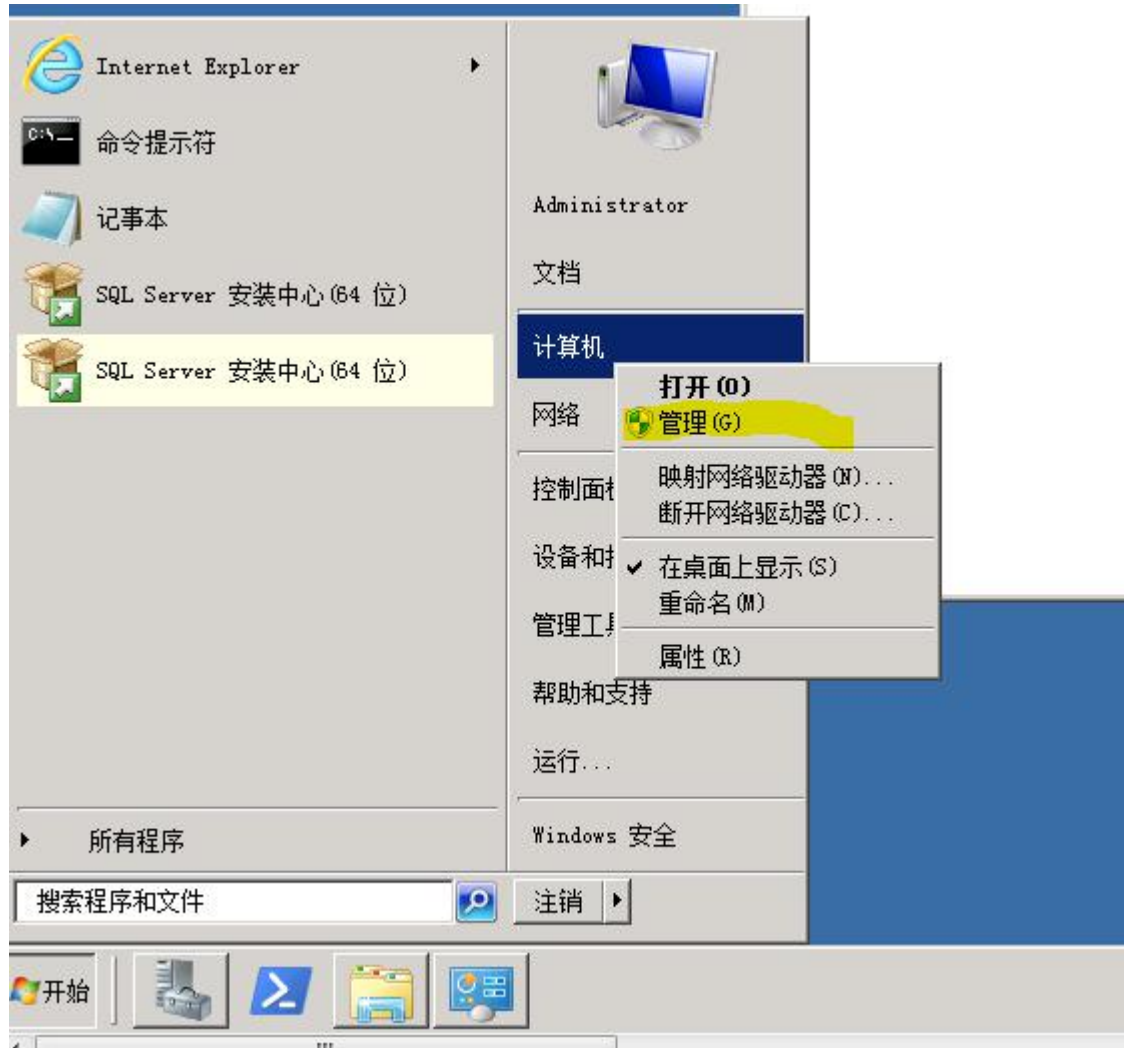 Internet Explorer
命令提示符
记事本
SQL Server 安装中心(64 位)
SQL Server 安装中心(64 位)
所有程序
搜索程序和文件
Administrator
文档
计算机
网络
控制面
设备和
管理工
帮助和支持
运行...
Windows 安全
注销
打开(O)
管理(G)
映射网络驱动器(N)...
断开网络驱动器(C)...
在桌面上显示(S)
重命名(M)
属性(R)
开始